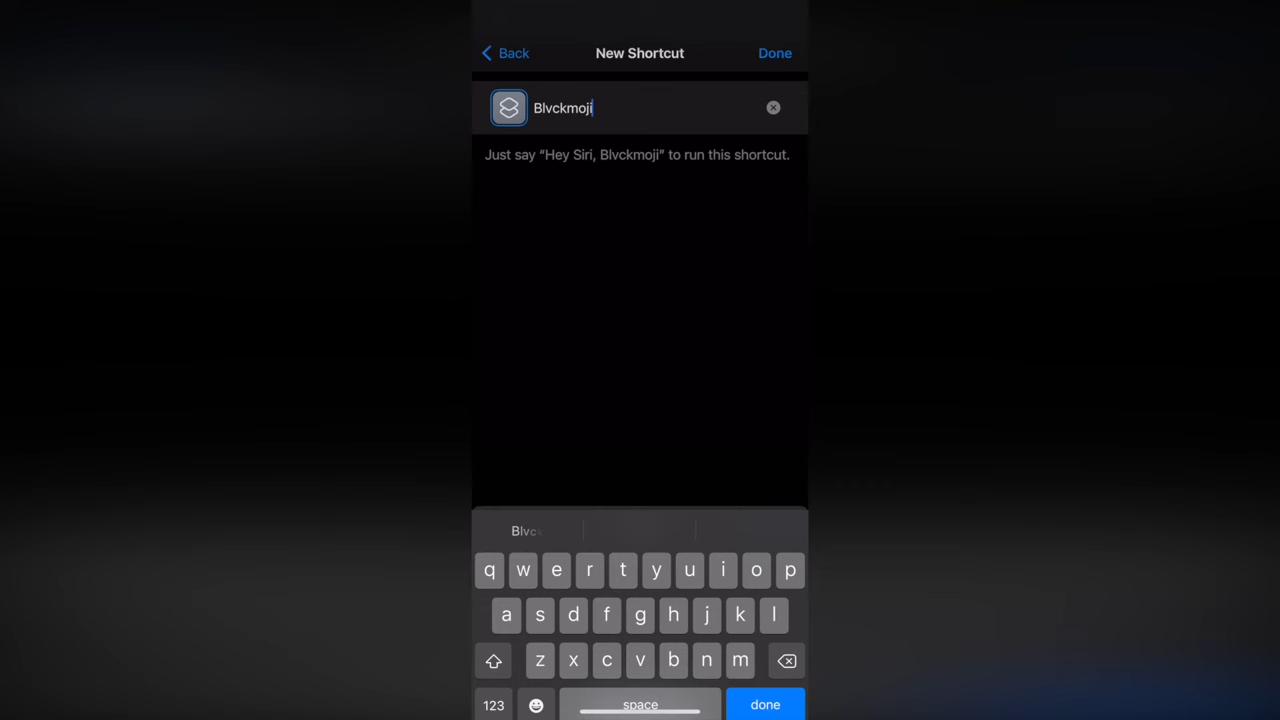 Back New Shortcut Done
Blvckmoji
Just say “Hey Siri, Blvckmoji” to run this shortcut.
Blvc
q w e r t y u i o p
a s d f g h j k l
z x c v b n m
123 space done